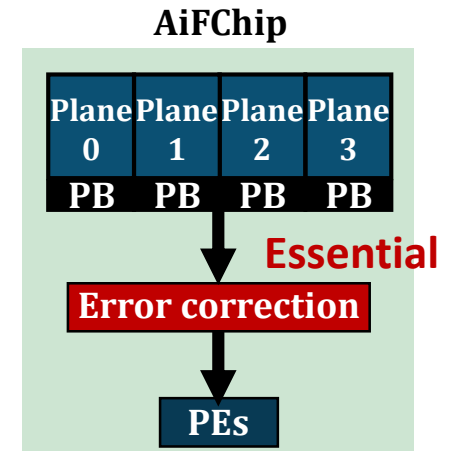 AiFChip
Plane Plane Plane Plane
0 1 2 3
PB PB PB PB
Essential
Error correction
PEs